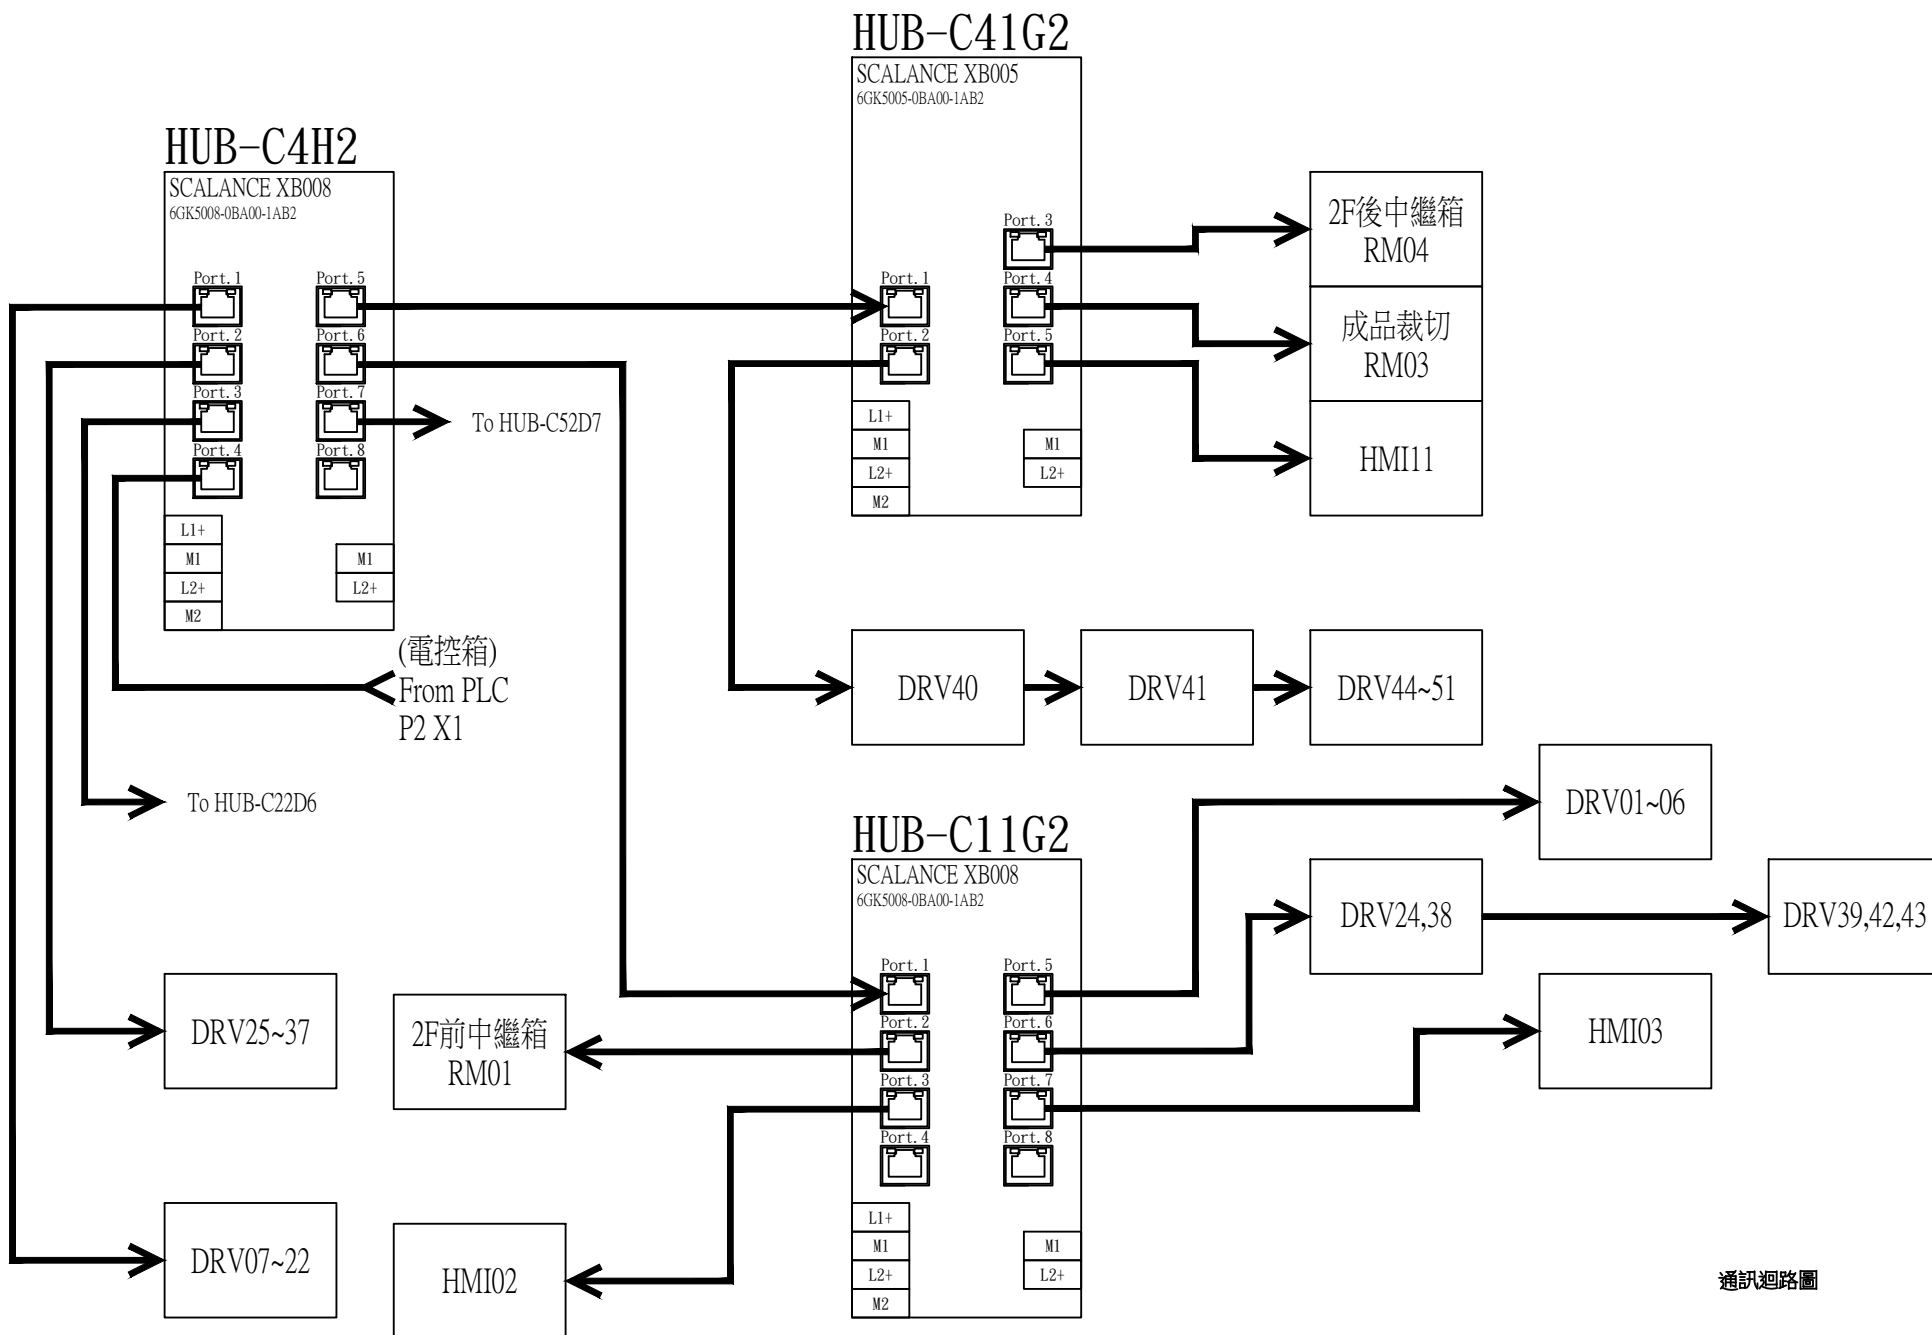 HUB-C41G2
SCALANCE XB005
6GK5005-0BA00-1AB2
Port.3
Port.1
Port.4
Port.2
Port.5
L1+
M1
M1
L2+
L2+
M2
2F後中繼箱
RM04
成品裁切
RM03
HMI11
HUB-C4H2
SCALANCE XB008
6GK5008-0BA00-1AB2
Port.1
Port.5
Port.2
Port.6
Port.3
Port.7
Port.4
Port.8
To HUB-C52D7
L1+
M1
M1
L2+
L2+
M2
(電控箱)
From PLC
P2 X1
To HUB-C22D6
DRV40
DRV41
DRV44~51
DRV01~06
HUB-C11G2
SCALANCE XB008
6GK5008-0BA00-1AB2
Port.1
Port.5
Port.2
Port.6
Port.3
Port.7
Port.4
Port.8
L1+
M1
M1
L2+
L2+
M2
DRV24,38
DRV39,42,43
HMI03
DRV25~37
2F前中繼箱
RM01
DRV07~22
HMI02
通訊迴路圖